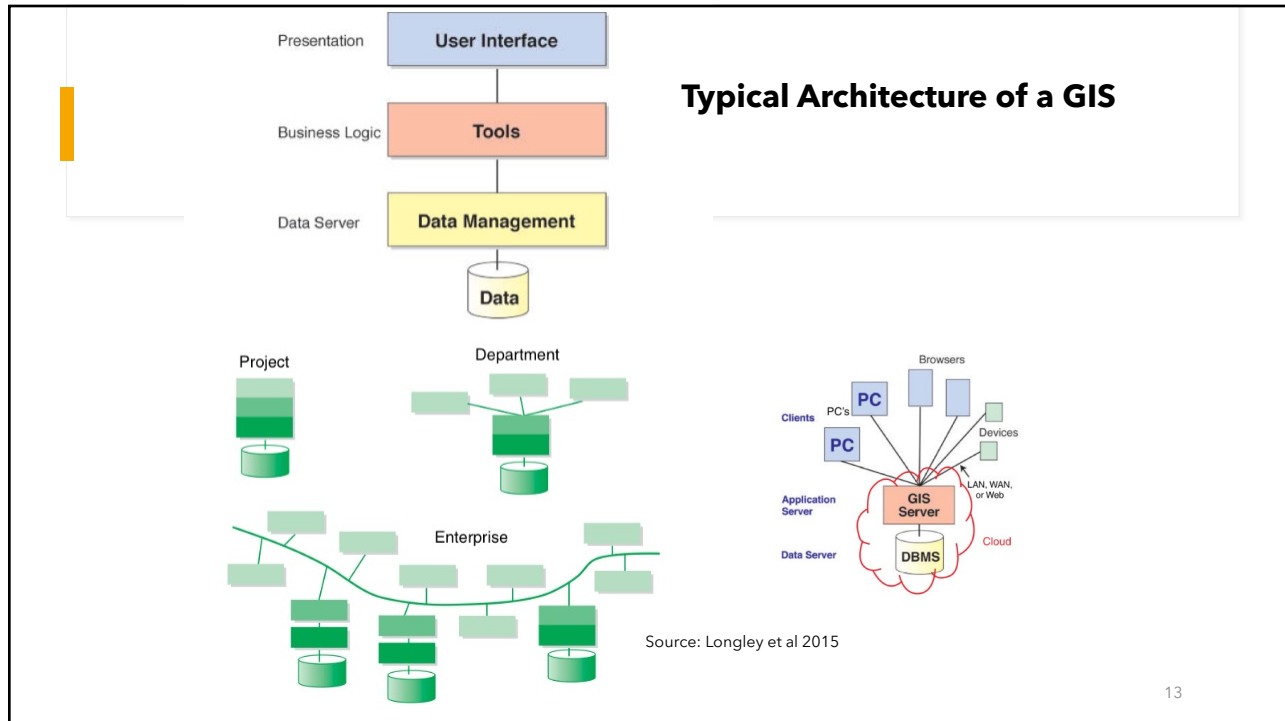 Typical Architecture of a GIS
Presentation
User Interface
Business Logic
Tools
Data Server
Data Management
Data
Project
Department
Enterprise
Browsers
Clients
PC's
PC
PC
Devices
LAN, WAN,
or Web
Application
Server
GIS
Server
Cloud
Data Server
DBMS
Source: Longley et al 2015
13